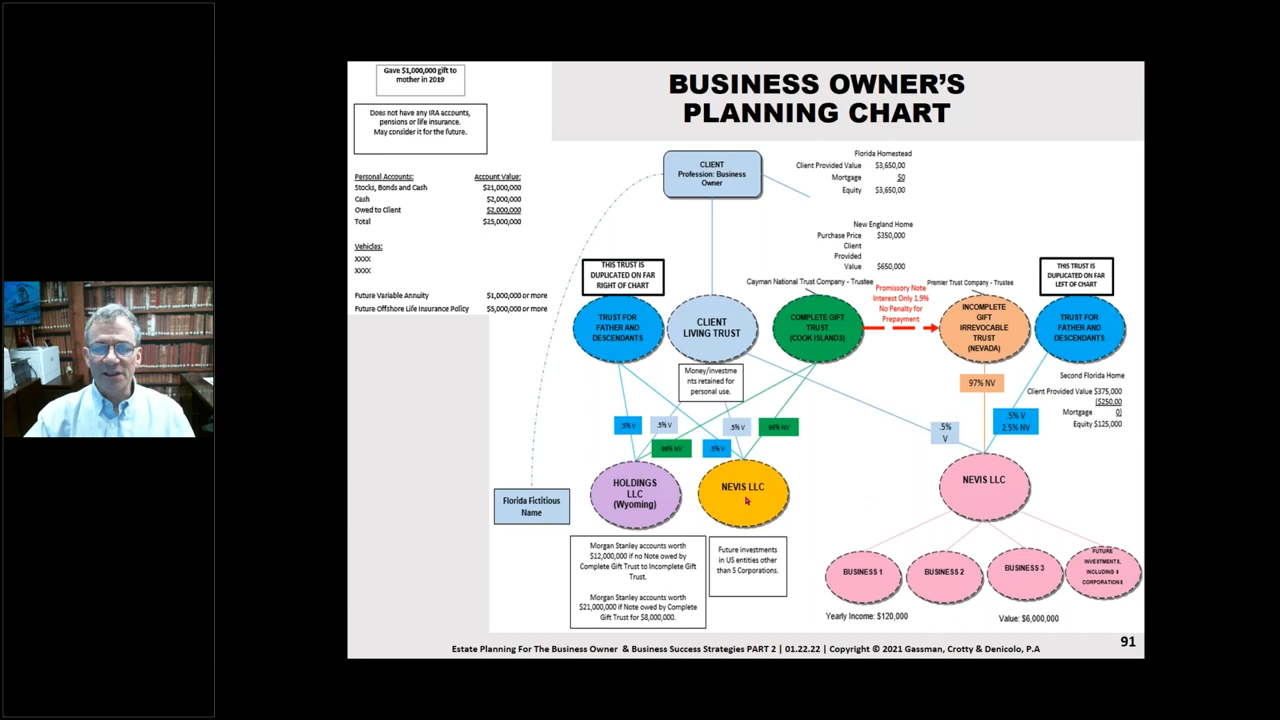 Gave $1,000,000 gift to
mother in 2019
BUSINESS OWNER'S
PLANNING CHART
Does not have any IRA accounts,
pensions or life insurance.
May consider it for the future.
Personal Accounts: Account Value:
Stocks, Bonds and Cash $21,000,000
Cash $2,000,000
Owed to Client $2,000,000
Total $25,000,000
Vehicles:
XXXX
XXXX
Future Variable Annuity $1,000,000 or more
Future Offshore Life Insurance Policy $5,000,000 or more
CLIENT
Profession: Business
Owner
Florida Homestead
Client Provided Value $3,650,00
Mortgage $0
Equity $3,650,00
New England Home
Purchase Price $350,000
Client
Provided
Value $650,000
THIS TRUST IS
DUPLICATED ON FAR
RIGHT OF CHART
Cayman National Trust Company - Trustee
Premier Trust Company - Trustee
THIS TRUST IS
DUPLICATED ON FAR
LEFT OF CHART
TRUST FOR
FATHER AND
DESCENDANTS
CLIENT
LIVING TRUST
COMPLETE GIFT
TRUST
(COOK ISLANDS)
Promissory Note
Interest Only 1.9%
No Penalty for
Prepayment
INCOMPLETE
GIFT
IRREVOCABLE
TRUST
(NEVADA)
TRUST FOR
FATHER AND
DESCENDANTS
Money/investme
nts retained for
personal use.
97% NV
Second Florida Home
Client Provided Value $375,000
($250,00
Mortgage 0)
Equity $125,000
.5% V
.5% V
.5% V
99% NV
.5%
V
.5% V
2.5% NV
.5% V
HOLDINGS
LLC
(Wyoming)
NEVIS LLC
NEVIS LLC
Florida Fictitious
Name
Morgan Stanley accounts worth
$12,000,000 if no Note owed by
Complete Gift Trust to Incomplete Gift
Trust.
Morgan Stanley accounts worth
$21,000,000 if Note owed by Complete
Gift Trust for $8,000,000.
Future investments
in US entities other
than S Corporations.
BUSINESS 1
BUSINESS 2
BUSINESS 3
FUTURE
INVESTMENTS,
INCLUDING S
CORPORATIONS
Yearly Income: $120,000
Value: $6,000,000
Estate Planning For The Business Owner & Business Success Strategies PART 2 | 01.22.22 | Copyright © 2021 Gassman, Crotty & Denicolo, P.A
91